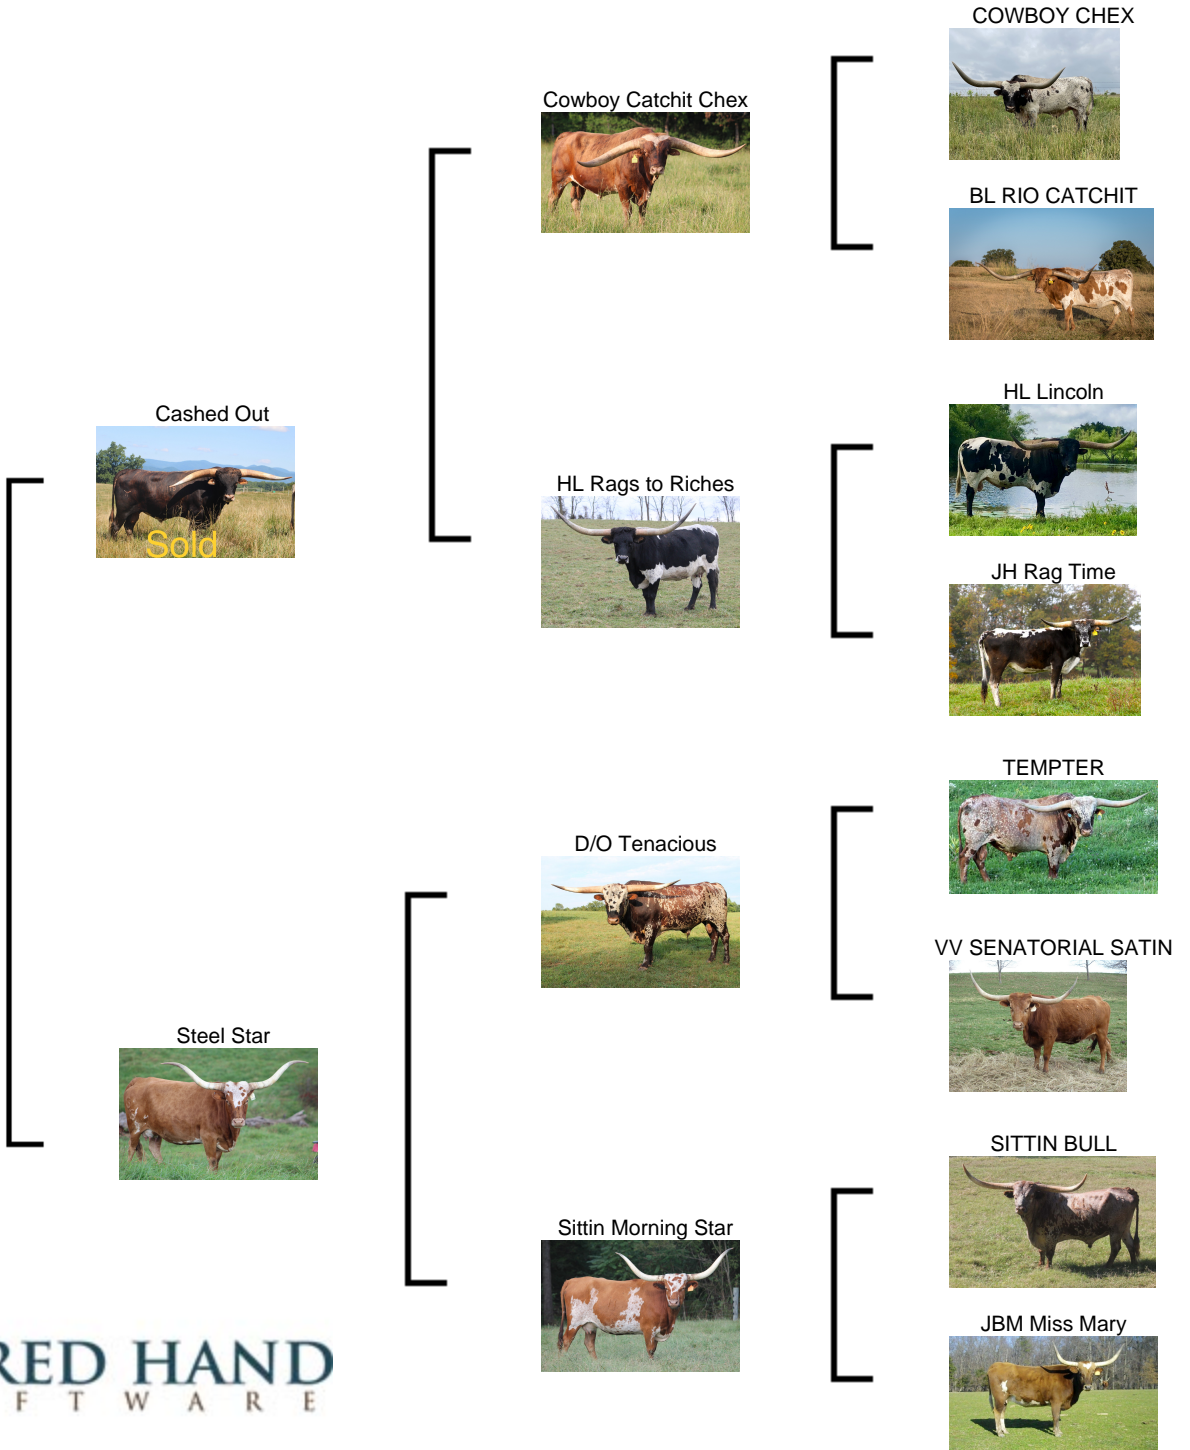 COWBOY CHEX
Cowboy Catchit Chex
BL RIO CATCHIT
HL Lincoln
Cashed Out
Sold
HL Rags to Riches
JH Rag Time
TEMPTER
D/O Tenacious
VV SENATORIAL SATIN
Steel Star
SITTIN BULL
Sittin Morning Star
JBM Miss Mary
RED HAND
F T W A R E